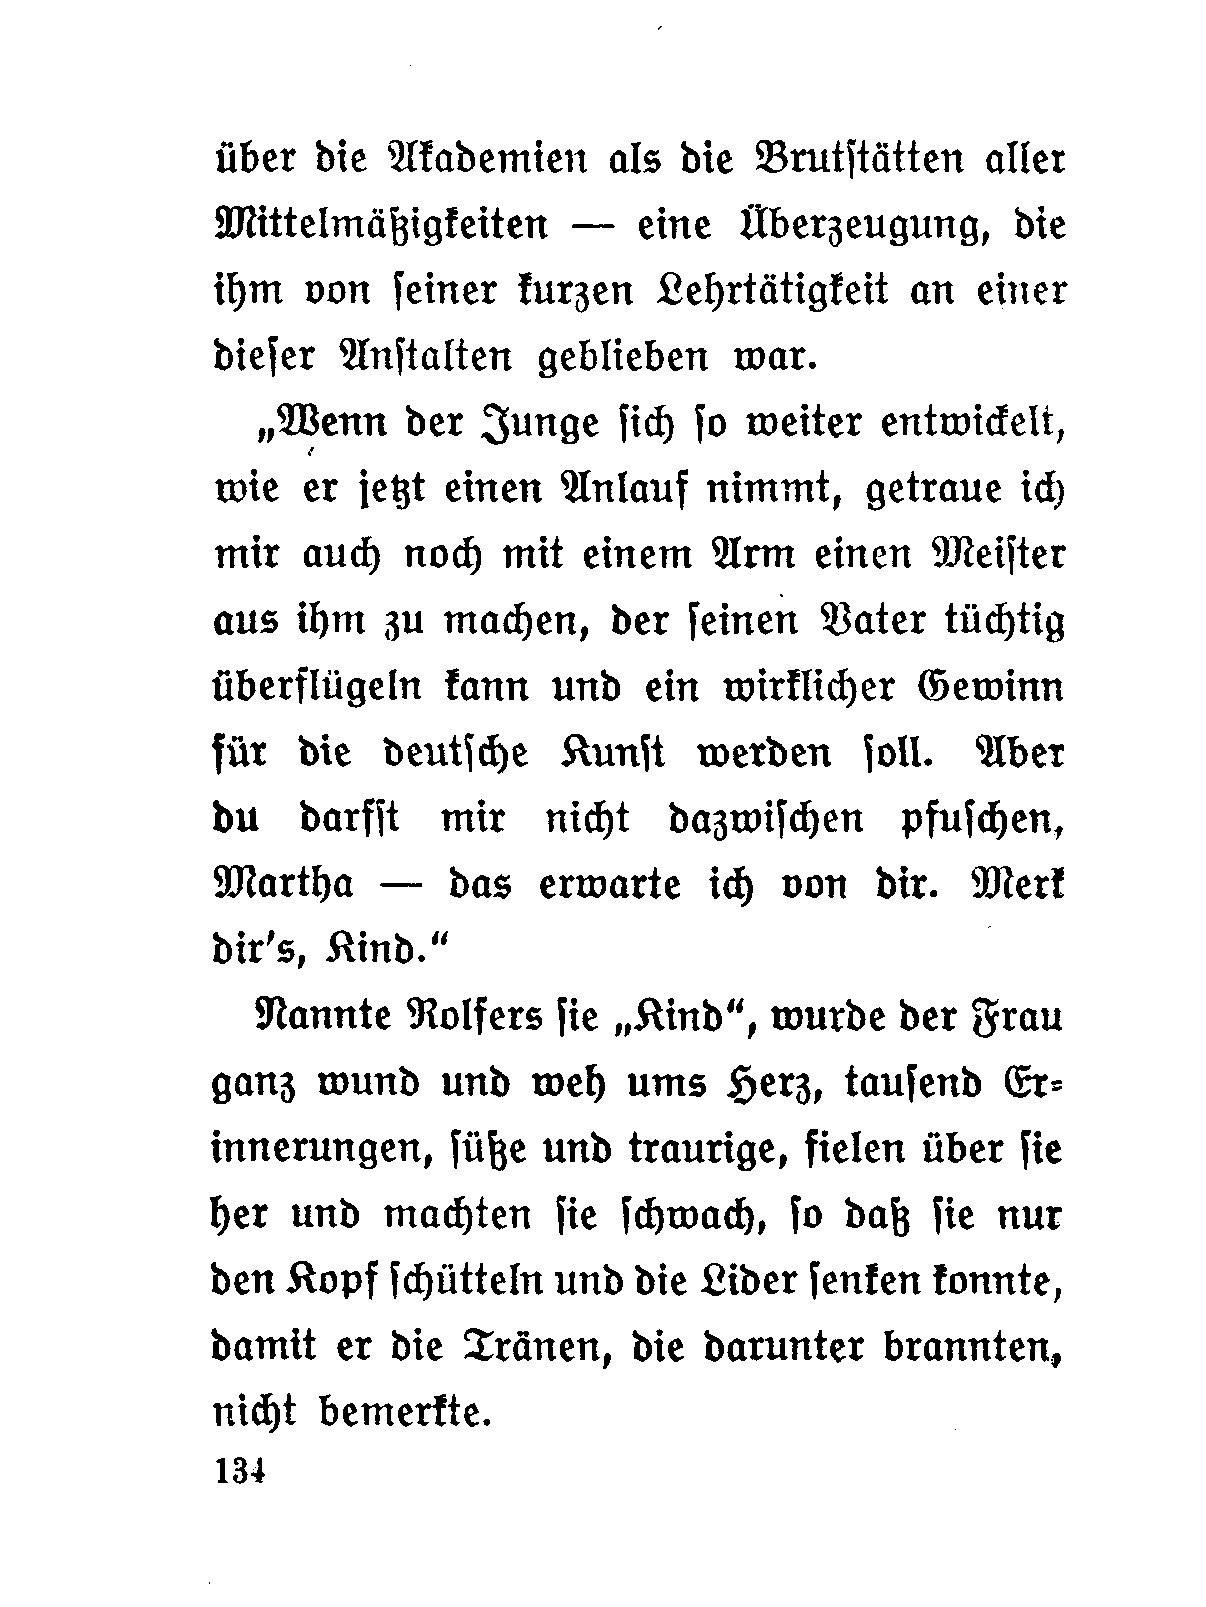 über die Akademien als die Brutſtätten aller
Mittelmäßigkeiten — eine Überzeugung, die
ihm von ſeiner kurzen Lehrtätigkeit an einer
dieſer Anſtalten geblieben war.
„Wenn der Junge ſich ſo weiter entwickelt,
wie er jetzt einen Anlauf nimmt, getraue ich
mir auch noch mit einem Arm einen Meiſter
aus ihm zu machen, der ſeinen Vater tüchtig
überflügeln kann und ein wirklicher Gewinn
für die deutſche Kunſt werden ſoll. Aber
du darfſt mir nicht dazwiſchen pfuſchen,
Martha — das erwarte ich von dir. Merk
dir's, Kind.“
Nannte Rolfers ſie „Kind“, wurde der Frau
ganz wund und weh ums Herz, tauſend Er-
innerungen, ſüße und traurige, fielen über ſie
her und machten ſie ſchwach, ſo daß ſie nur
den Kopf ſchütteln und die Lider ſenken konnte,
damit er die Tränen, die darunter brannten,
nicht bemerkte.
134